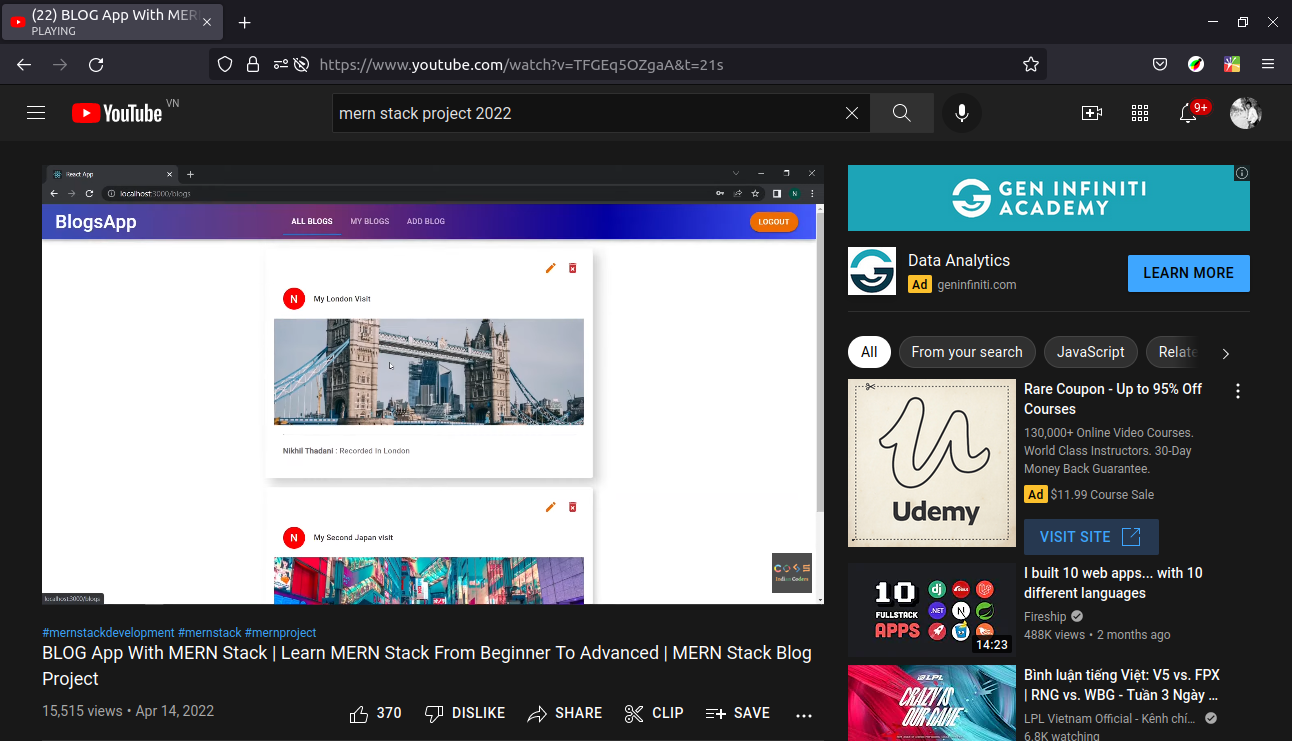 (22) BLOG App With MER
PLAYING
https://www.youtube.com/watch?v=TFGEq5OZgaA&t=21s
YouTube VN
mern stack project 2022
9+
React App
localhost:3000/blogs
BlogsApp
ALL BLOGS
MY BLOGS
ADD BLOG
LOGOUT
N
My London Visit
Nikhil Thadani : Recorded In London
N
My Second Japan visit
Indian Coders
localhost:3000/blogs
#mernstackdevelopment #mernstack #mernproject
BLOG App With MERN Stack | Learn MERN Stack From Beginner To Advanced | MERN Stack Blog
Project
15,515 views • Apr 14, 2022
370
DISLIKE
SHARE
CLIP
SAVE
GEN INFINITI
ACADEMY
Data Analytics
Ad geninfiniti.com
LEARN MORE
All
From your search
JavaScript
Relate
Udemy
Rare Coupon - Up to 95% Off
Courses
130,000+ Online Video Courses.
World Class Instructors. 30-Day
Money Back Guarantee.
Ad $11.99 Course Sale
VISIT SITE
10
FULLSTACK
APPS
dj
.NET
N
14:23
I built 10 web apps... with 10
different languages
Fireship
488K views • 2 months ago
LPL
CRAZY IS
OUR GAME
Bình luận tiếng Việt: V5 vs. FPX
| RNG vs. WBG - Tuần 3 Ngày ...
LPL Vietnam Official - Kênh chí...
6.8K watching